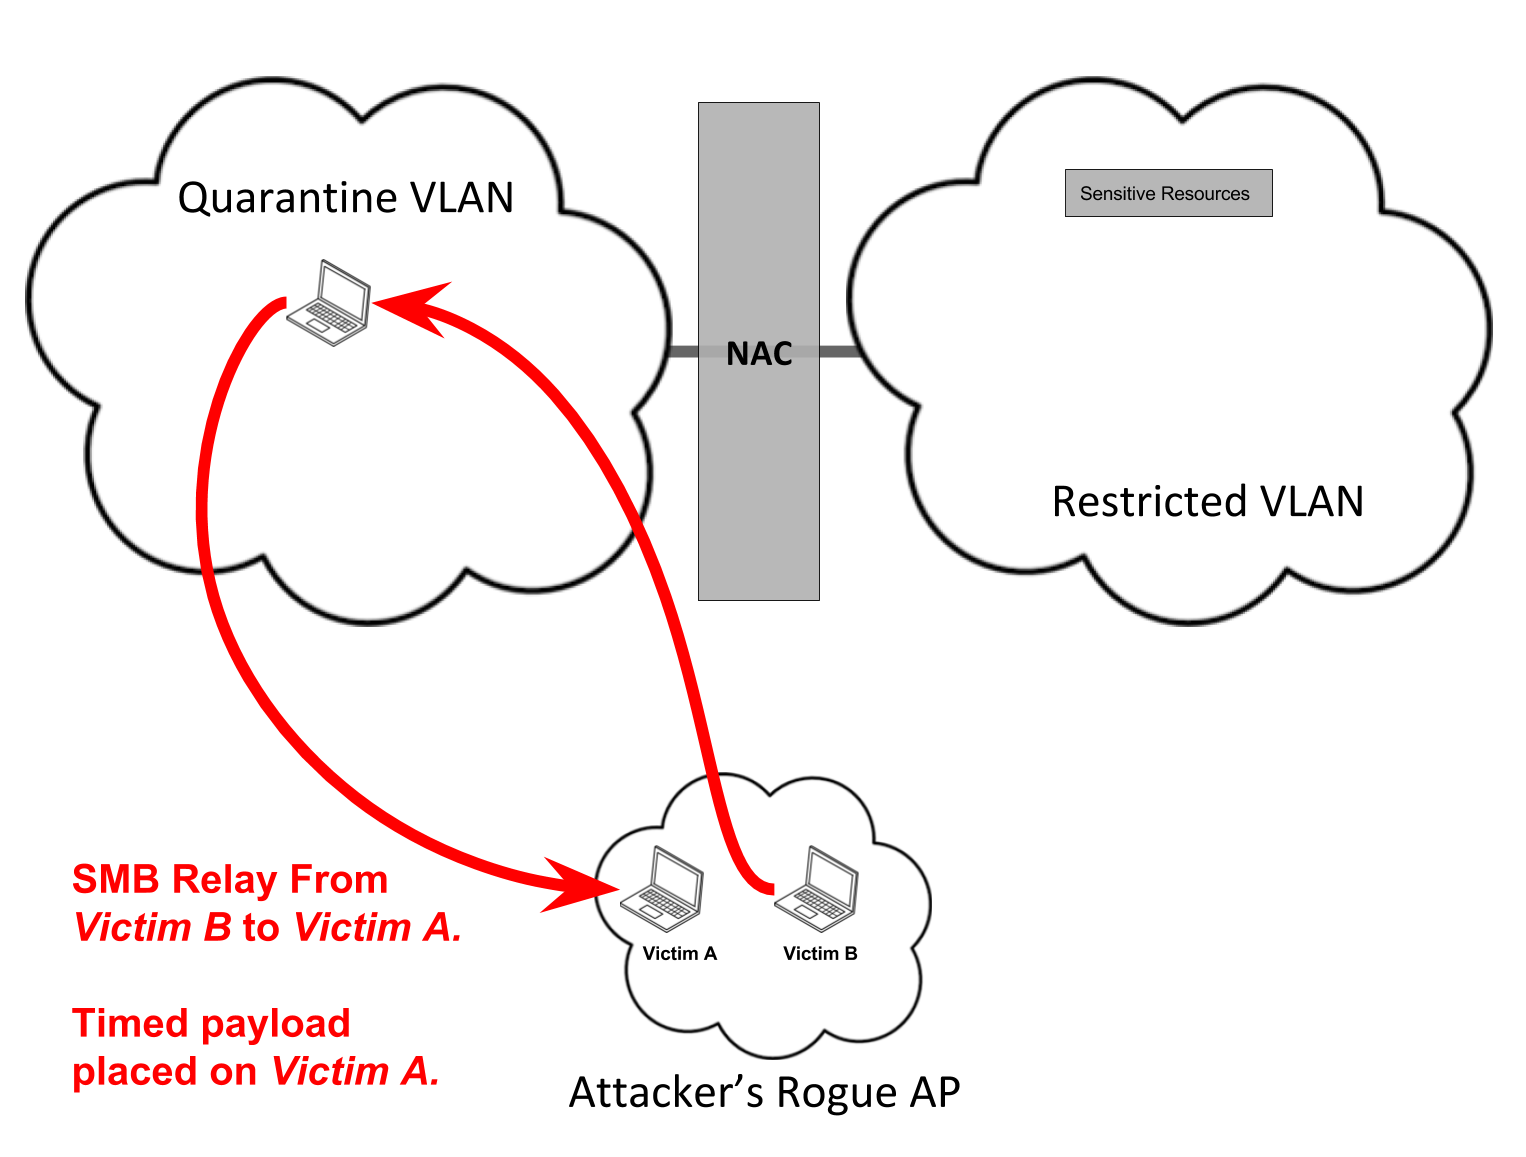 Quarantine VLAN
Sensitive Resources
NAC
Restricted VLAN
SMB Relay From
Victim B to Victim A.
Timed payload
placed on Victim A.
Victim A
Victim B
Attacker’s Rogue AP